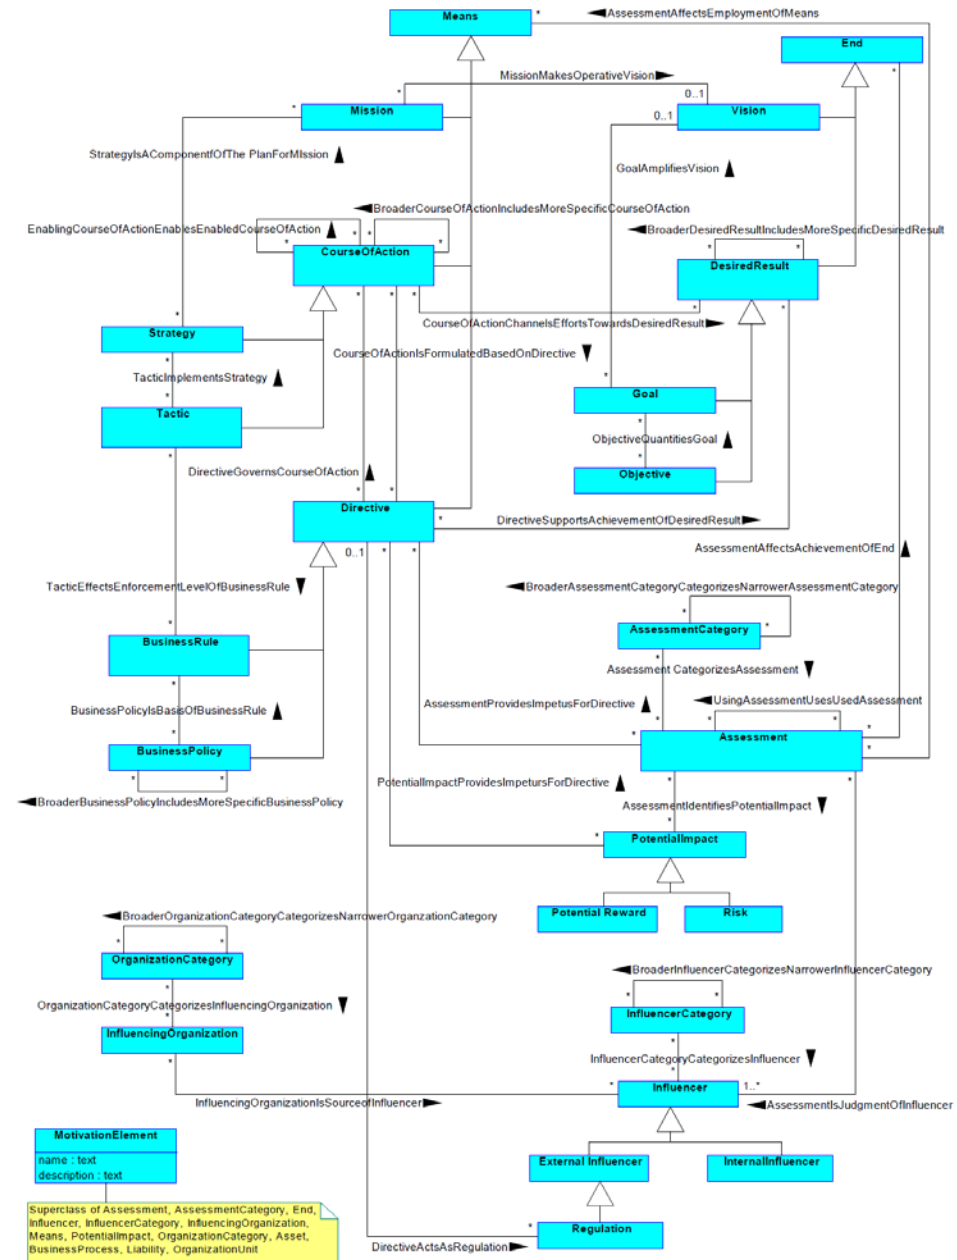 Means
*
AssessmentAffectsEmploymentOfMeans
End
*
MissionMakesOperativeVision
*
0..1
Mission
*
Vision
0..1
StrategyIsAComponentfOfThe PlanForMIssion
GoalAmplifiesVision
BroaderCourseOfActionIncludesMoreSpecificCourseOfAction
EnablingCourseOfActionEnablesEnabledCourseOfAction
* * * *
BroaderDesiredResultIncludesMoreSpecificDesiredResult
* *
CourseOfAction
DesiredResult
* * * * *
*
Strategy
CourseOfActionChannelsEffortsTowardsDesiredResult
CourseOfActionIsFormulatedBasedOnDirective
*
TacticImplementsStrategy
*
*
Goal
Tactic
*
ObjectiveQuantitiesGoal
*
*
Objective
DirectiveGovernsCourseOfAction
* *
Directive
*
DirectiveSupportsAchievementOfDesiredResult
0..1 * *
AssessmentAffectsAchievementOfEnd
TacticEffectsEnforcementLevelOfBusinessRule
BroaderAssessmentCategoryCategorizesNarrowerAssessmentCategory
*
*
*
AssessmentCategory
BusinessRule
*
Assessment CategorizesAssessment
*
AssessmentProvidesImpetusForDirective
UsingAssessmentUsesUsedAssessment
BusinessPolicyIsBasisOfBusinessRule
* * *
*
*
*
Assessment
*
BusinessPolicy
* *
PotentialImpactProvidesImpetursForDirective
* *
BroaderBusinessPolicyIncludesMoreSpecificBusinessPolicy
AssessmentIdentifiesPotentialImpact
*
*
PotentialImpact
Potential Reward
Risk
BroaderOrganizationCategoryCategorizesNarrowerOrganzationCategory
* *
OrganizationCategory
BroaderInfluencerCategorizesNarrowerInfluencerCategory
*
* *
OrganizationCategoryCategorizesInfluencingOrganization
*
InfluencerCategory
InfluencingOrganization
*
*
InfluencerCategoryCategorizesInfluencer
*
*
Influencer
1..*
InfluencingOrganizationIsSourceofInfluencer
AssessmentIsJudgmentOfInfluencer
MotivationElement
name : text
description : text
External Influencer
InternalInfluencer
Superclass of Assessment, AssessmentCategory, End,
Influencer, InfluencerCategory, InfluencingOrganization,
Means, PotentialImpact, OrganizationCategory, Asset,
BusinessProcess, Liability, OrganizationUnit
*
Regulation
DirectiveActsAsRegulation